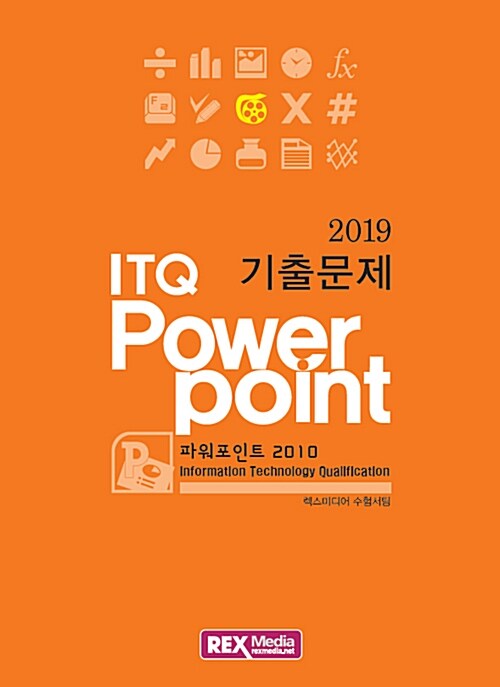 fx
#
2019
ITQ 기출문제
Power
point
파워포인트 2010
Information Technology Qualification
렉스미디어 수험서팀
REX Media
rexmedia.net